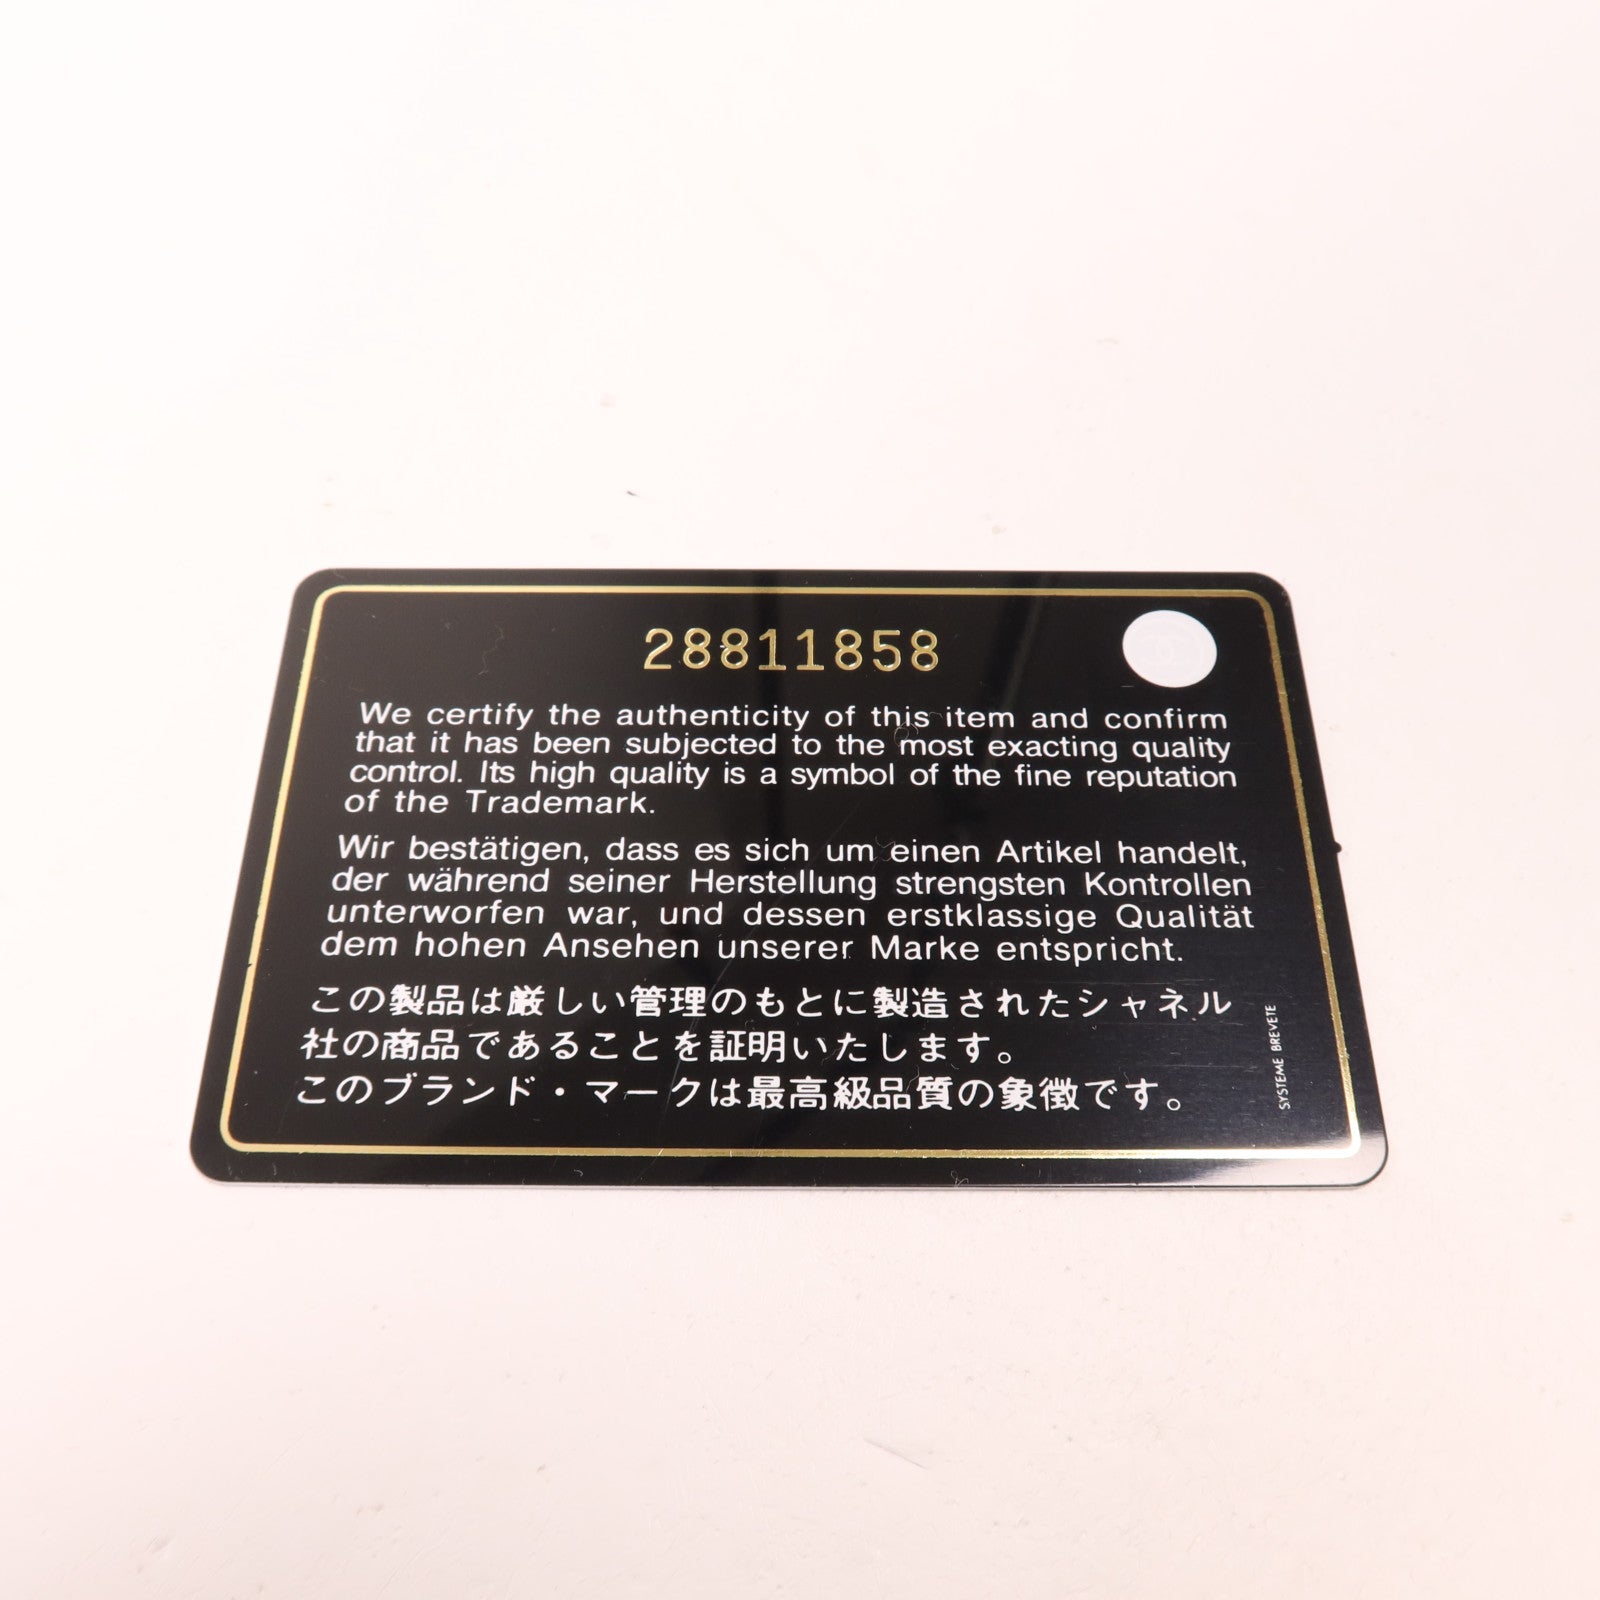 28811858
We certify the authenticity of this item and confirm
that it has been subjected to the most exacting quality
control. Its high quality is a symbol of the fine reputation
of the Trademark.
Wir bestätigen, dass es sich um einen Artikel handelt,
der während seiner Herstellung strengsten Kontrollen
unterworfen war, und dessen erstklassige Qualität
dem hohen Ansehen unserer Marke entspricht.
この製品は厳しい管理のもとに製造されたシャネル
社の商品であることを証明いたします。
このブランド・マークは最高級品質の象徴です。
SYSTEME BREVETE